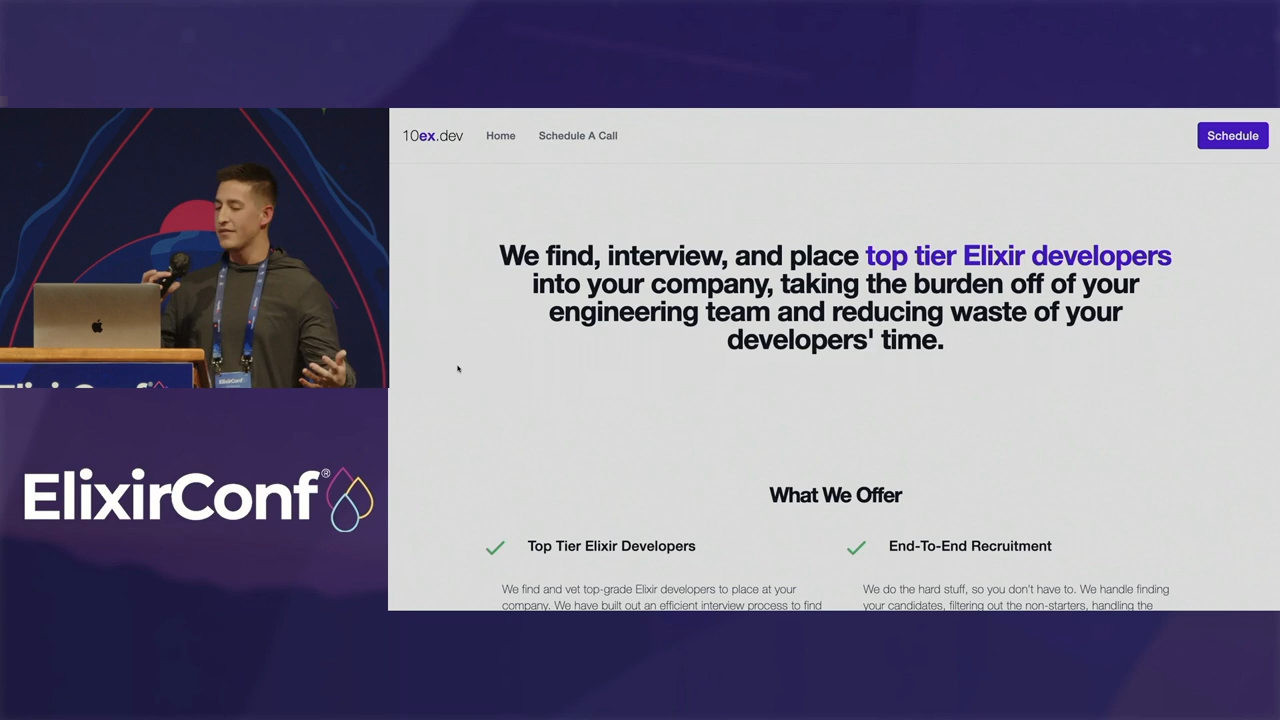 10ex.dev
Home
Schedule A Call
Schedule
We find, interview, and place top tier Elixir developers
into your company, taking the burden off of your
engineering team and reducing waste of your
developers' time.
What We Offer
Top Tier Elixir Developers
End-To-End Recruitment
We find and vet top-grade Elixir developers to place at your
company. We have built out an efficient interview process to find
We do the hard stuff, so you don't have to. We handle finding
your candidates, filtering out the non-starters, handling the
ElixirConf
ElixirConf
ElixirConf®